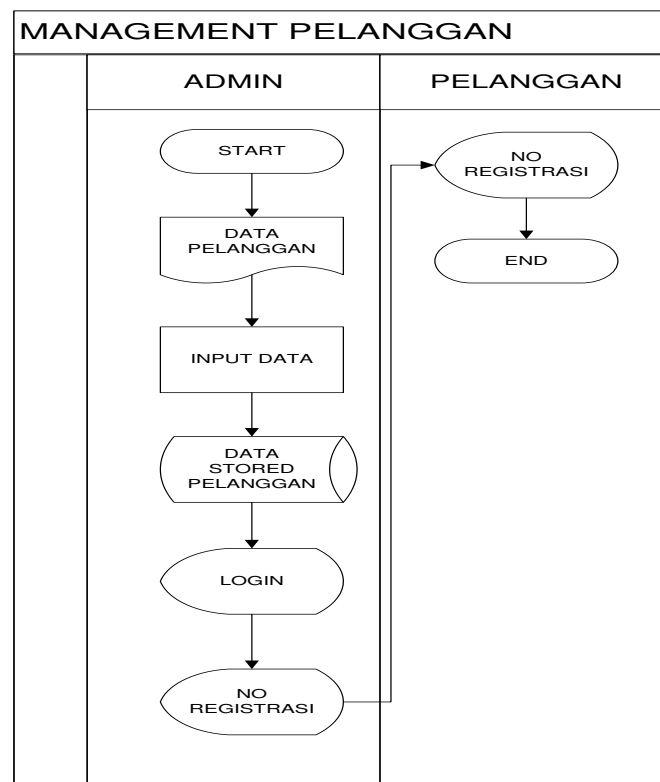 MANAGEMENT PELANGGAN
ADMIN
PELANGGAN
START
DATA
PELANGGAN
INPUT DATA
DATA
STORED
PELANGGAN
LOGIN
NO
REGISTRASI
NO
REGISTRASI
END